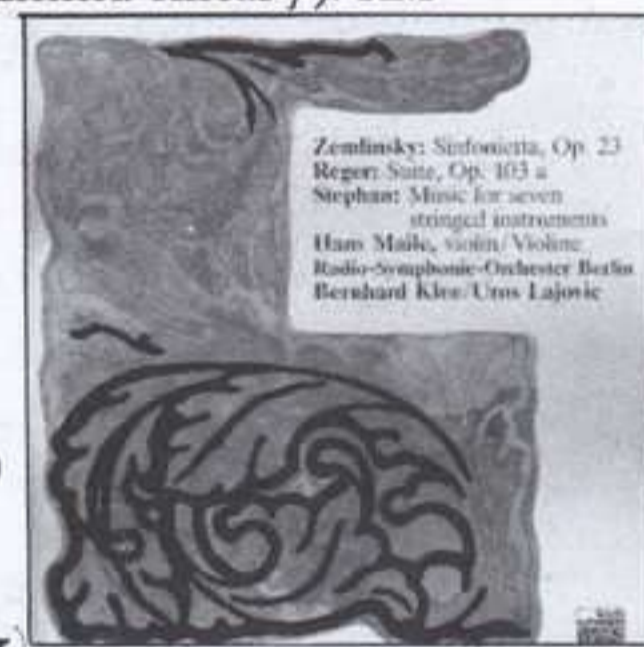 Zemlinsky: Sinfonietta, Op. 23
Reger: Suite, Op. 103 a
Stephan: Music for seven
stringed instruments
Hans Maile, violin/Violine
Radio-Symphonie-Orchester Berlin
Bernhard Klee/Uros Lajovic